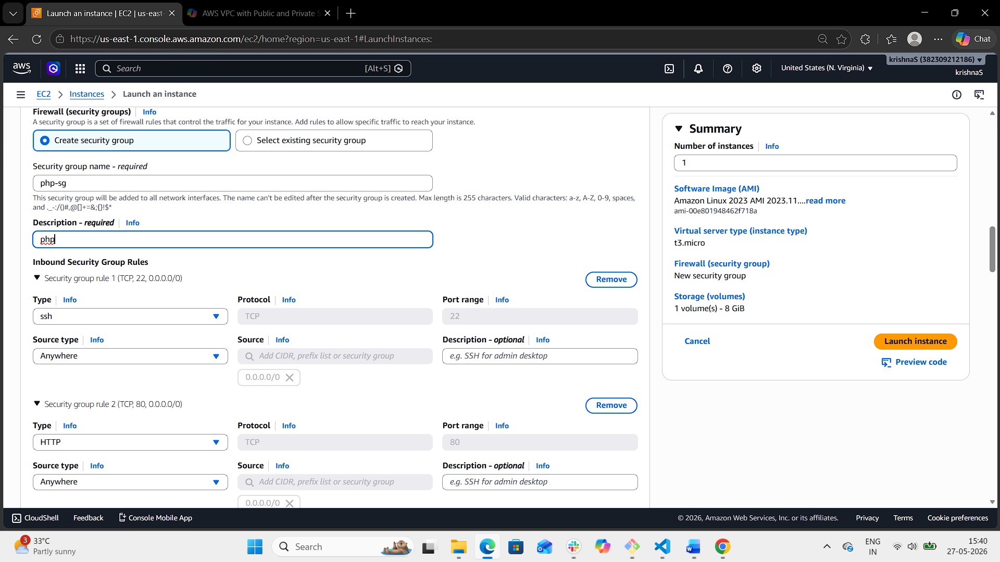 Launch an instance | EC2 | us-east-
AWS VPC with Public and Private S
https://us-east-1.console.aws.amazon.com/ec2/home?region=us-east-1#LaunchInstances:
Chat
aws
Search
[Alt+S]
United States (N. Virginia)
krishnaS (382309212186)
krishnaS
EC2
Instances
Launch an instance
Firewall (security groups)
Info
A security group is a set of firewall rules that control the traffic for your instance. Add rules to allow specific traffic to reach your instance.
Create security group
Select existing security group
Security group name - required
php-sg
This security group will be added to all network interfaces. The name can't be edited after the security group is created. Max length is 255 characters. Valid characters: a-z, A-Z, 0-9, spaces,
and ._-:/()#,@[]+=&;{}!$*
Description - required
Info
php
Inbound Security Group Rules
Security group rule 1 (TCP, 22, 0.0.0.0/0)
Remove
Type Info
Protocol Info
Port range Info
ssh
TCP
22
Source type Info
Source Info
Description - optional Info
Anywhere
Add CIDR, prefix list or security group
e.g. SSH for admin desktop
0.0.0.0/0
Security group rule 2 (TCP, 80, 0.0.0.0/0)
Remove
Type Info
Protocol Info
Port range Info
HTTP
TCP
80
Source type Info
Source Info
Description - optional Info
Anywhere
Add CIDR, prefix list or security group
e.g. SSH for admin desktop
0.0.0.0/0
Summary
Number of instances
Info
1
Software Image (AMI)
Amazon Linux 2023 AMI 2023.11....read more
ami-00e801948462f718a
Virtual server type (instance type)
t3.micro
Firewall (security group)
New security group
Storage (volumes)
1 volume(s) - 8 GiB
Cancel
Launch instance
Preview code
CloudShell
Feedback
Console Mobile App
© 2026, Amazon Web Services, Inc. or its affiliates.
Privacy
Terms
Cookie preferences
3
33°C
Partly sunny
Search
ENG
IN
15:40
27-05-2026